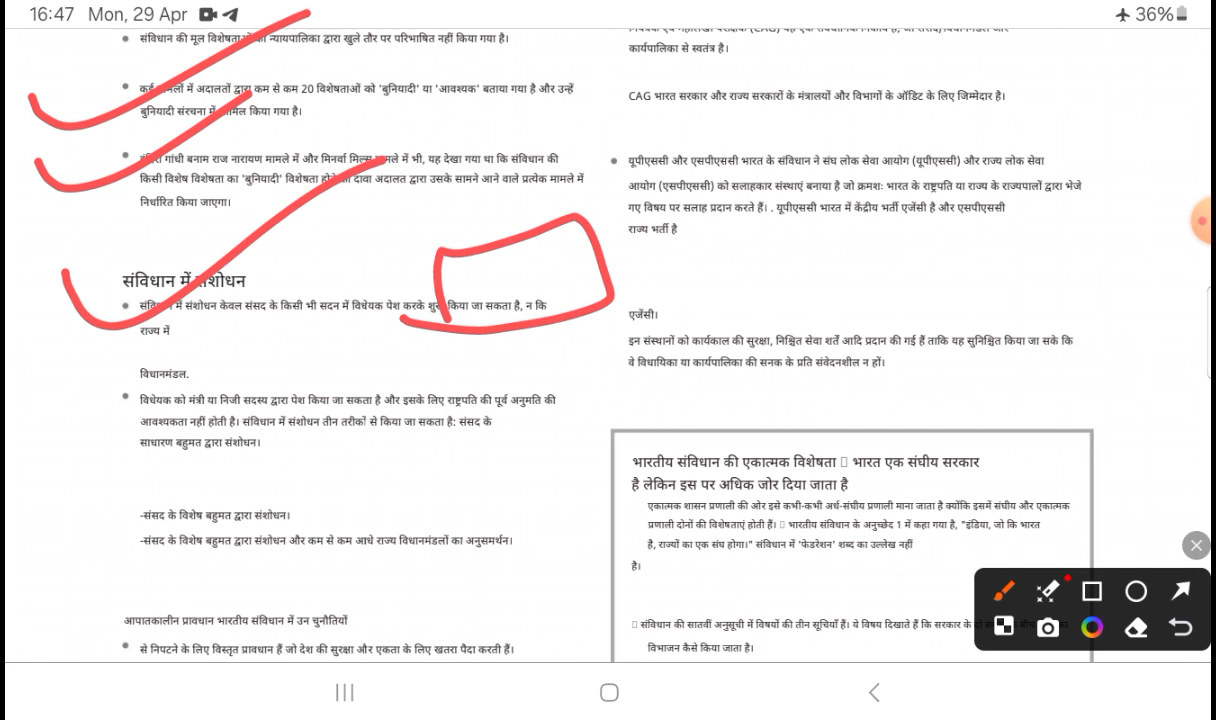 16:47 Mon, 29 Apr
36%
संविधान की मूल विशेषताओं को न्यायपालिका द्वारा खुले तौर पर परिभाषित नहीं किया गया है।
कई मामलों में अदालतों द्वारा कम से कम 20 विशेषताओं को 'बुनियादी' या 'आवश्यक' बताया गया है और उन्हें
बुनियादी संरचना में शामिल किया गया है।
इंदिरा गांधी बनाम राज नारायण मामले में और मिनर्वा मिल्स मामले में भी, यह देखा गया था कि संविधान की
किसी विशेष विशेषता का 'बुनियादी' विशेषता होने का दावा अदालत द्वारा उसके सामने आने वाले प्रत्येक मामले में
निर्धारित किया जाएगा।
संविधान में संशोधन
संविधान में संशोधन केवल संसद के किसी भी सदन में विधेयक पेश करके शुरू किया जा सकता है, न कि
राज्य में
विधानमंडल.
विधेयक को मंत्री या निजी सदस्य द्वारा पेश किया जा सकता है और इसके लिए राष्ट्रपति की पूर्व अनुमति की
आवश्यकता नहीं होती है। संविधान में संशोधन तीन तरीकों से किया जा सकता है: संसद के
साधारण बहुमत द्वारा संशोधन।
-संसद के विशेष बहुमत द्वारा संशोधन।
-संसद के विशेष बहुमत द्वारा संशोधन और कम से कम आधे राज्य विधानमंडलों का अनुसमर्थन।
आपातकालीन प्रावधान भारतीय संविधान में उन चुनौतियों
से निपटने के लिए विस्तृत प्रावधान हैं जो देश की सुरक्षा और एकता के लिए खतरा पैदा करती हैं।
कार्यपालिका से स्वतंत्र है।
CAG भारत सरकार और राज्य सरकारों के मंत्रालयों और विभागों के ऑडिट के लिए जिम्मेदार है।
यूपीएससी और एसपीएससी भारत के संविधान ने संघ लोक सेवा आयोग (यूपीएससी) और राज्य लोक सेवा
आयोग (एसपीएससी) को सलाहकार संस्थाएं बनाया है जो क्रमशः भारत के राष्ट्रपति या राज्य के राज्यपालों द्वारा भेजे
गए विषय पर सलाह प्रदान करते हैं। . यूपीएससी भारत में केंद्रीय भर्ती एजेंसी है और एसपीएससी
राज्य भर्ती है
एजेंसी।
इन संस्थानों को कार्यकाल की सुरक्षा, निश्चित सेवा शर्तें आदि प्रदान की गई हैं ताकि यह सुनिश्चित किया जा सके कि
वे विधायिका या कार्यपालिका की सनक के प्रति संवेदनशील न हों।
भारतीय संविधान की एकात्मक विशेषता भारत एक संघीय सरकार
है लेकिन इस पर अधिक जोर दिया जाता है
एकात्मक शासन प्रणाली की ओर इसे कभी-कभी अर्ध-संघीय प्रणाली माना जाता है क्योंकि इसमें संघीय और एकात्मक
प्रणाली दोनों की विशेषताएं होती हैं। भारतीय संविधान के अनुच्छेद 1 में कहा गया है, "इंडिया, जो कि भारत
है, राज्यों का एक संघ होगा।" संविधान में 'फेडरेशन' शब्द का उल्लेख नहीं
है।
संविधान की सातवीं अनुसूची में विषयों की तीन सूचियाँ हैं। ये विषय दिखाते हैं कि सरकार के
विभाजन कैसे किया जाता है।